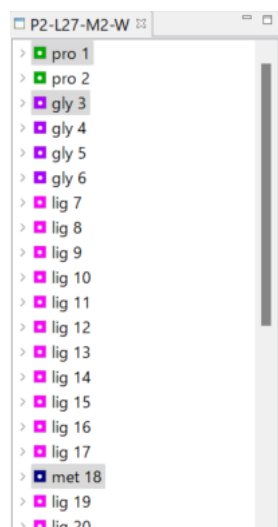 P2-L27-M2-W
pro 1
pro 2
gly 3
gly 4
gly 5
gly 6
lig 7
lig 8
lig 9
lig 10
lig 11
lig 12
lig 13
lig 14
lig 15
lig 16
lig 17
met 18
lig 19
lig 20